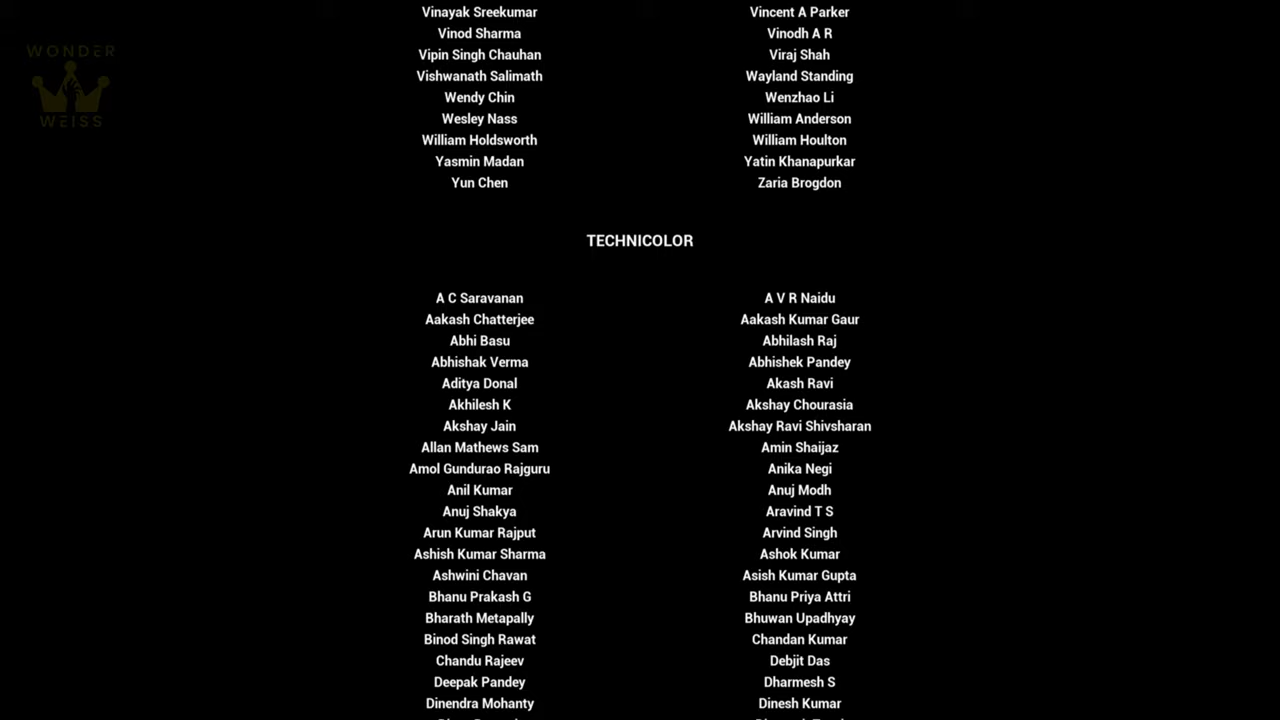 WONDER
WEISS
Vinayak Sreekumar Vincent A Parker
Vinod Sharma Vinodh A R
Vipin Singh Chauhan Viraj Shah
Vishwanath Salimath Wayland Standing
Wendy Chin Wenzhao Li
Wesley Nass William Anderson
William Holdsworth William Houlton
Yasmin Madan Yatin Khanapurkar
Yun Chen Zaria Brogdon
TECHNICOLOR
A C Saravanan A V R Naidu
Aakash Chatterjee Aakash Kumar Gaur
Abhi Basu Abhilash Raj
Abhishak Verma Abhishek Pandey
Aditya Donal Akash Ravi
Akhilesh K Akshay Chourasia
Akshay Jain Akshay Ravi Shivsharan
Allan Mathews Sam Amin Shaijaz
Amol Gundurao Rajguru Anika Negi
Anil Kumar Anuj Modh
Anuj Shakya Aravind T S
Arun Kumar Rajput Arvind Singh
Ashish Kumar Sharma Ashok Kumar
Ashwini Chavan Asish Kumar Gupta
Bhanu Prakash G Bhanu Priya Attri
Bharath Metapally Bhuwan Upadhyay
Binod Singh Rawat Chandan Kumar
Chandu Rajeev Debjit Das
Deepak Pandey Dharmesh S
Dinendra Mohanty Dinesh Kumar